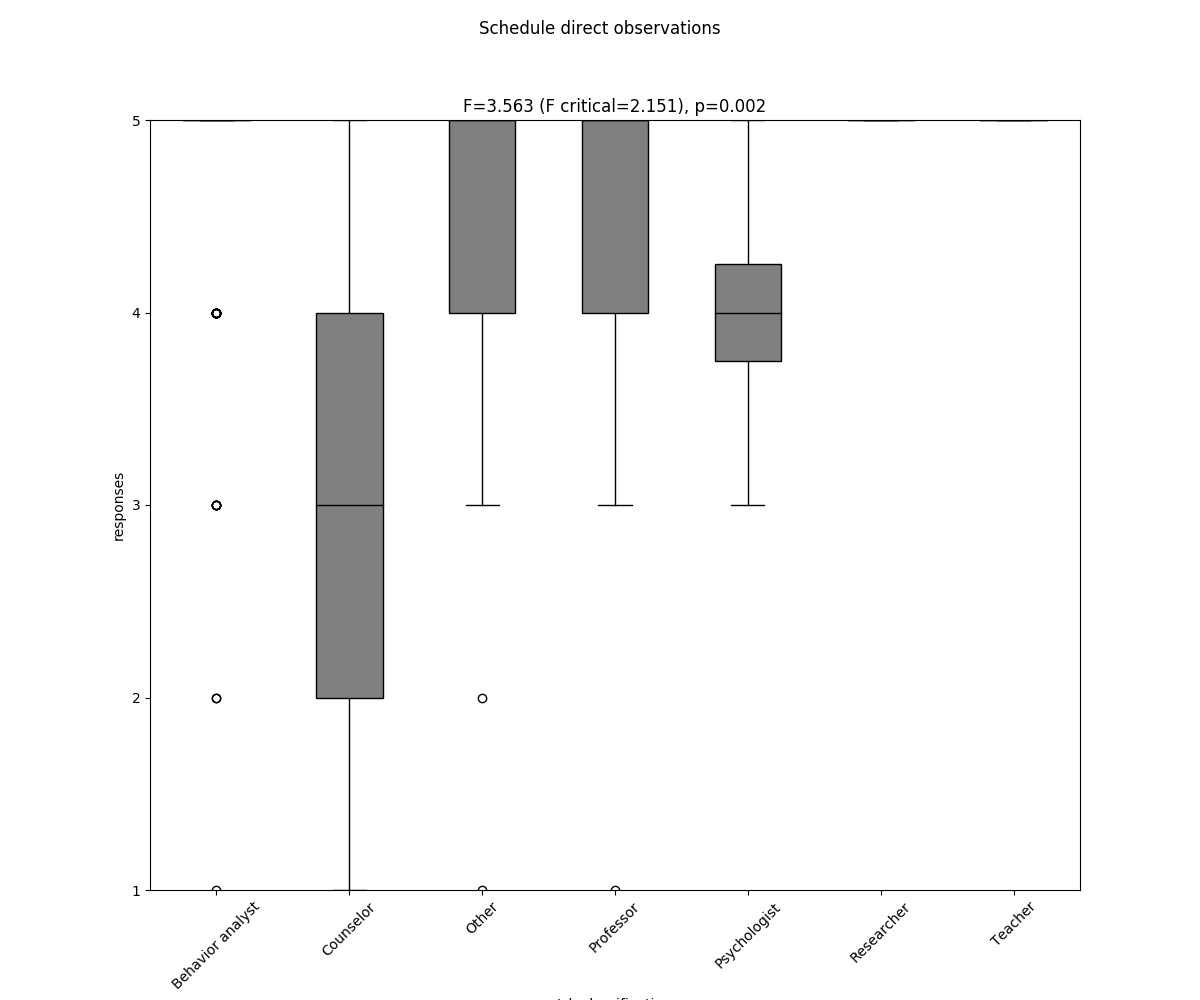 Schedule direct observations
F=3.563 (F critical=2.151), p=0.002
5
4
3
2
1
responses
Behavior analyst
Counselor
Other
Professor
Psychologist
Researcher
Teacher